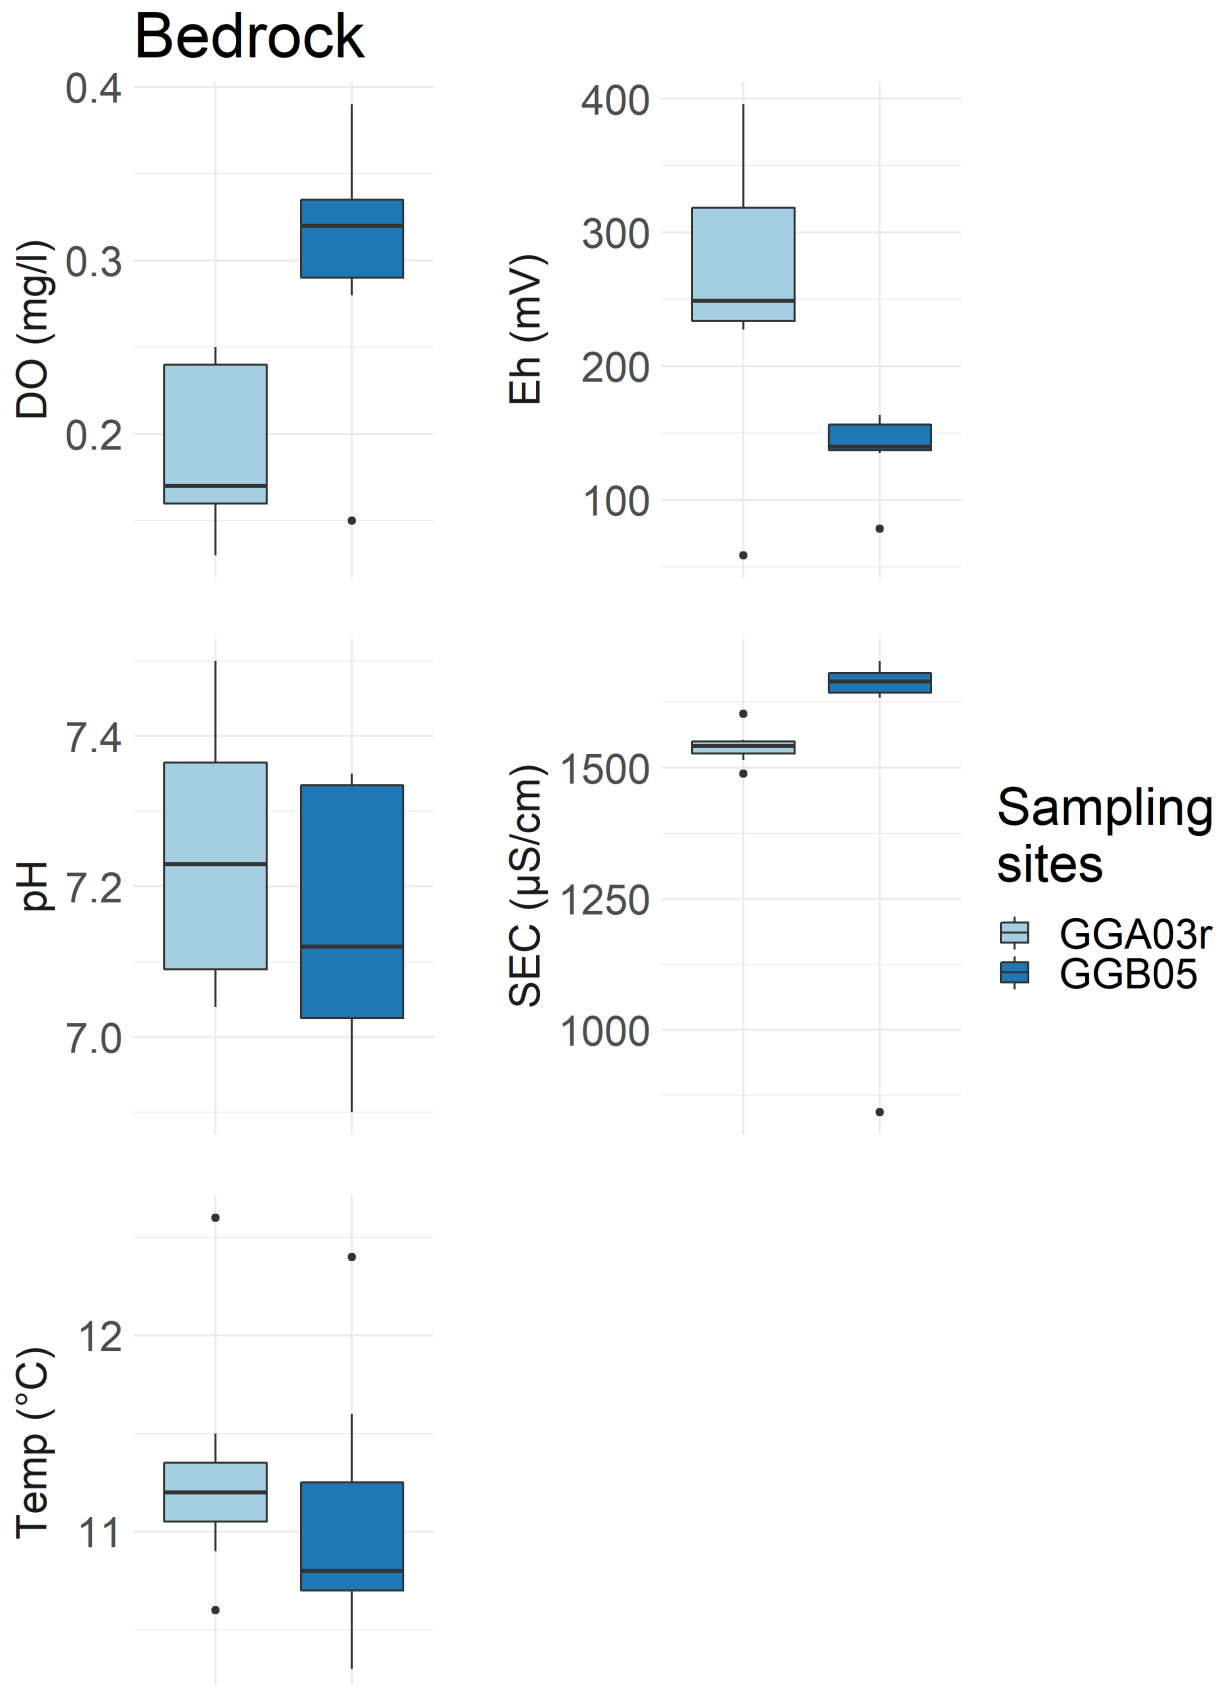 Bedrock
0.4
0.3
0.2
DO (mg/l)
400
300
200
100
Eh (mV)
7.4
7.2
7.0
pH
1500
1250
1000
SEC (µS/cm)
Sampling
sites
GGA03r
GGB05
12
11
Temp (°C)